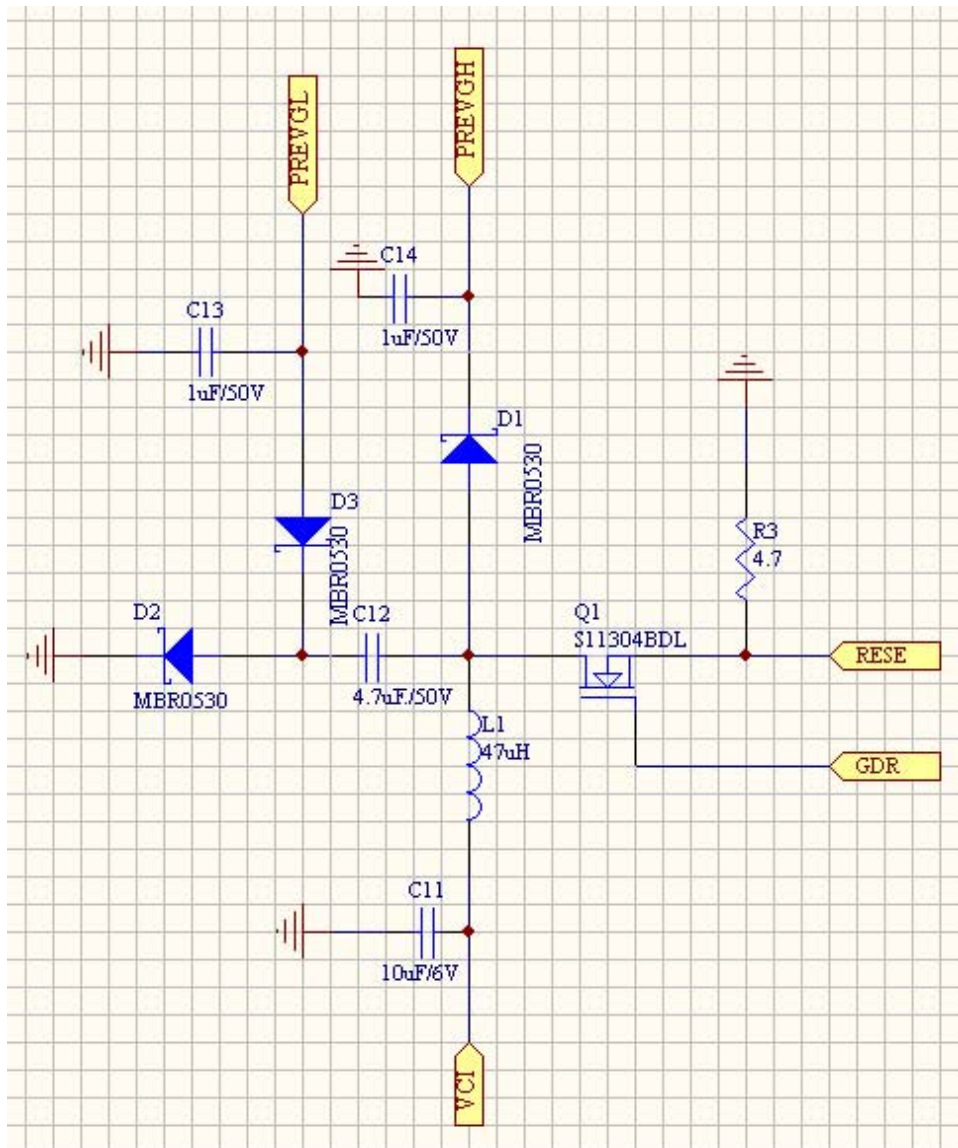 PREVGL
PREVGH
C14
1uF/50V
C13
1uF/50V
D1
MBR0530
D3
MBR0530
R3
4.7
D2
MBR0530
C12
4.7uF/50V
Q1
S11304BDL
RESE
L1
47uH
GDR
C11
10uF/6V
VCI